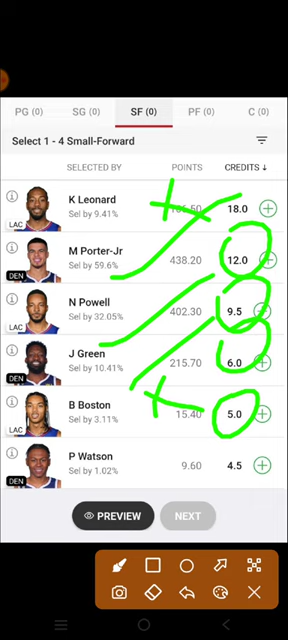 PG (0) SG (0) SF (0) PF (0) C (0)
Select 1 - 4 Small-Forward
SELECTED BY POINTS CREDITS ↓
K Leonard
Sel by 9.41% 18.0
LAC
M Porter-Jr
Sel by 59.6% 438.20 12.0
DEN
N Powell
Sel by 32.05% 402.30 9.5
LAC
J Green
Sel by 10.41% 215.70 6.0
DEN
B Boston
Sel by 3.11% 15.40 5.0
LAC
P Watson
Sel by 1.02% 9.60 4.5
DEN
PREVIEW NEXT